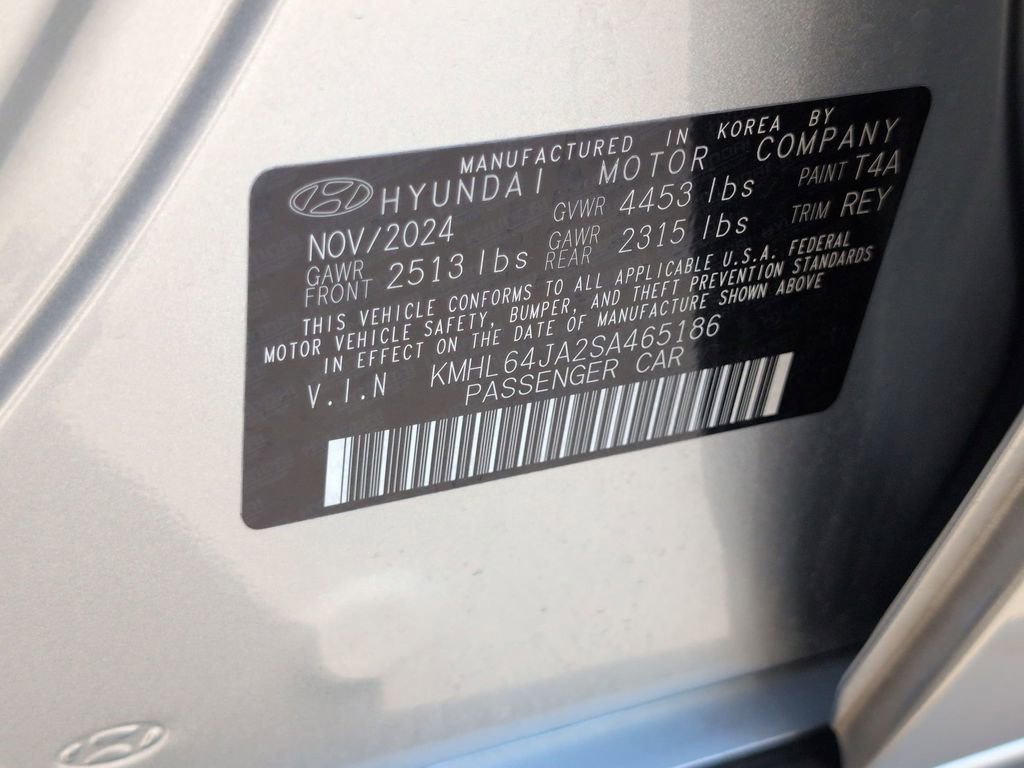 MANUFACTURED IN KOREA BY
HYUNDAI MOTOR COMPANY
NOV/2024 GVWR 4453 lbs PAINT T4A
GAWR FRONT 2513 lbs GAWR REAR 2315 lbs TRIM REY
THIS VEHICLE CONFORMS TO ALL APPLICABLE U.S.A. FEDERAL
MOTOR VEHICLE SAFETY, BUMPER, AND THEFT PREVENTION STANDARDS
IN EFFECT ON THE DATE OF MANUFACTURE SHOWN ABOVE
V.I.N KMHL64JA2SA465186
PASSENGER CAR